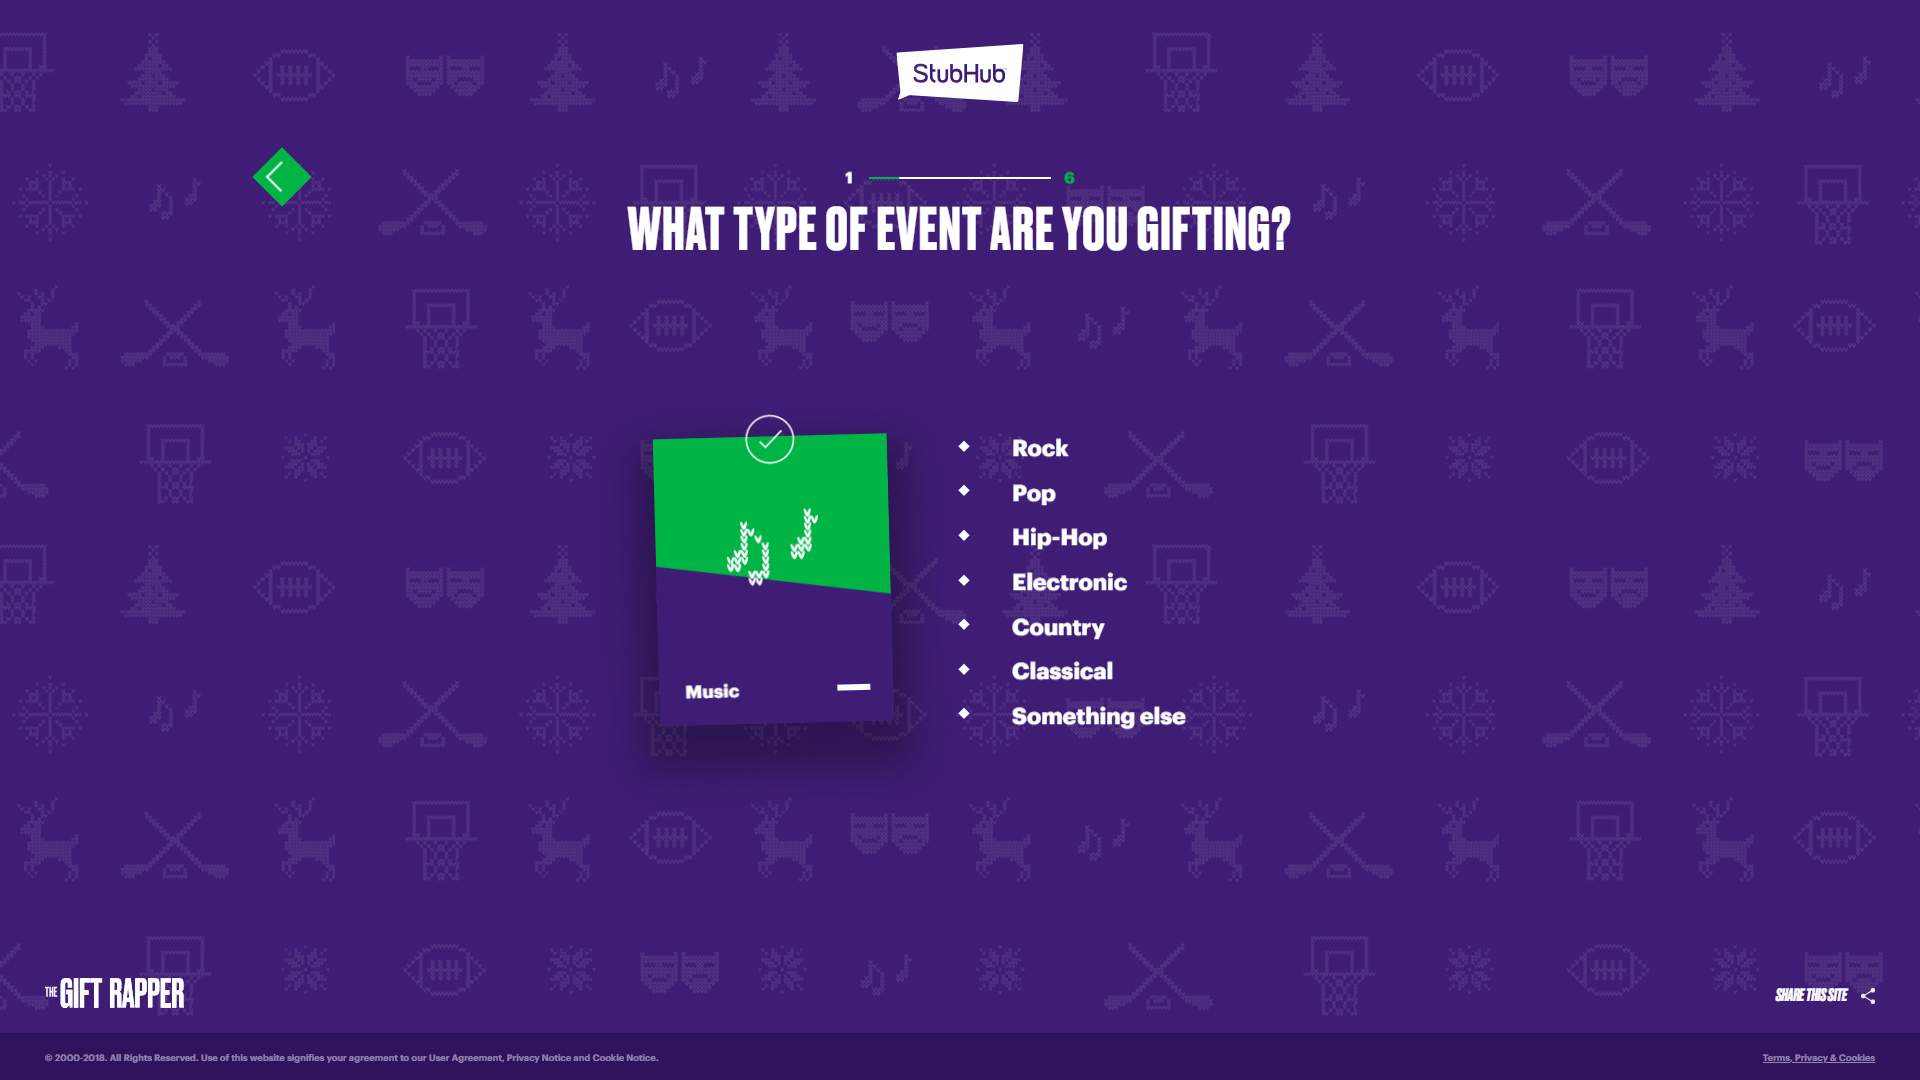 StubHub
1 6
WHAT TYPE OF EVENT ARE YOU GIFTING?
Rock
Pop
Hip-Hop
Electronic
Country
Classical
Something else
Music
THE GIFT RAPPER
SHARE THIS SITE
© 2000-2018. All Rights Reserved. Use of this website signifies your agreement to our User Agreement, Privacy Notice and Cookie Notice.
Terms, Privacy & Cookies